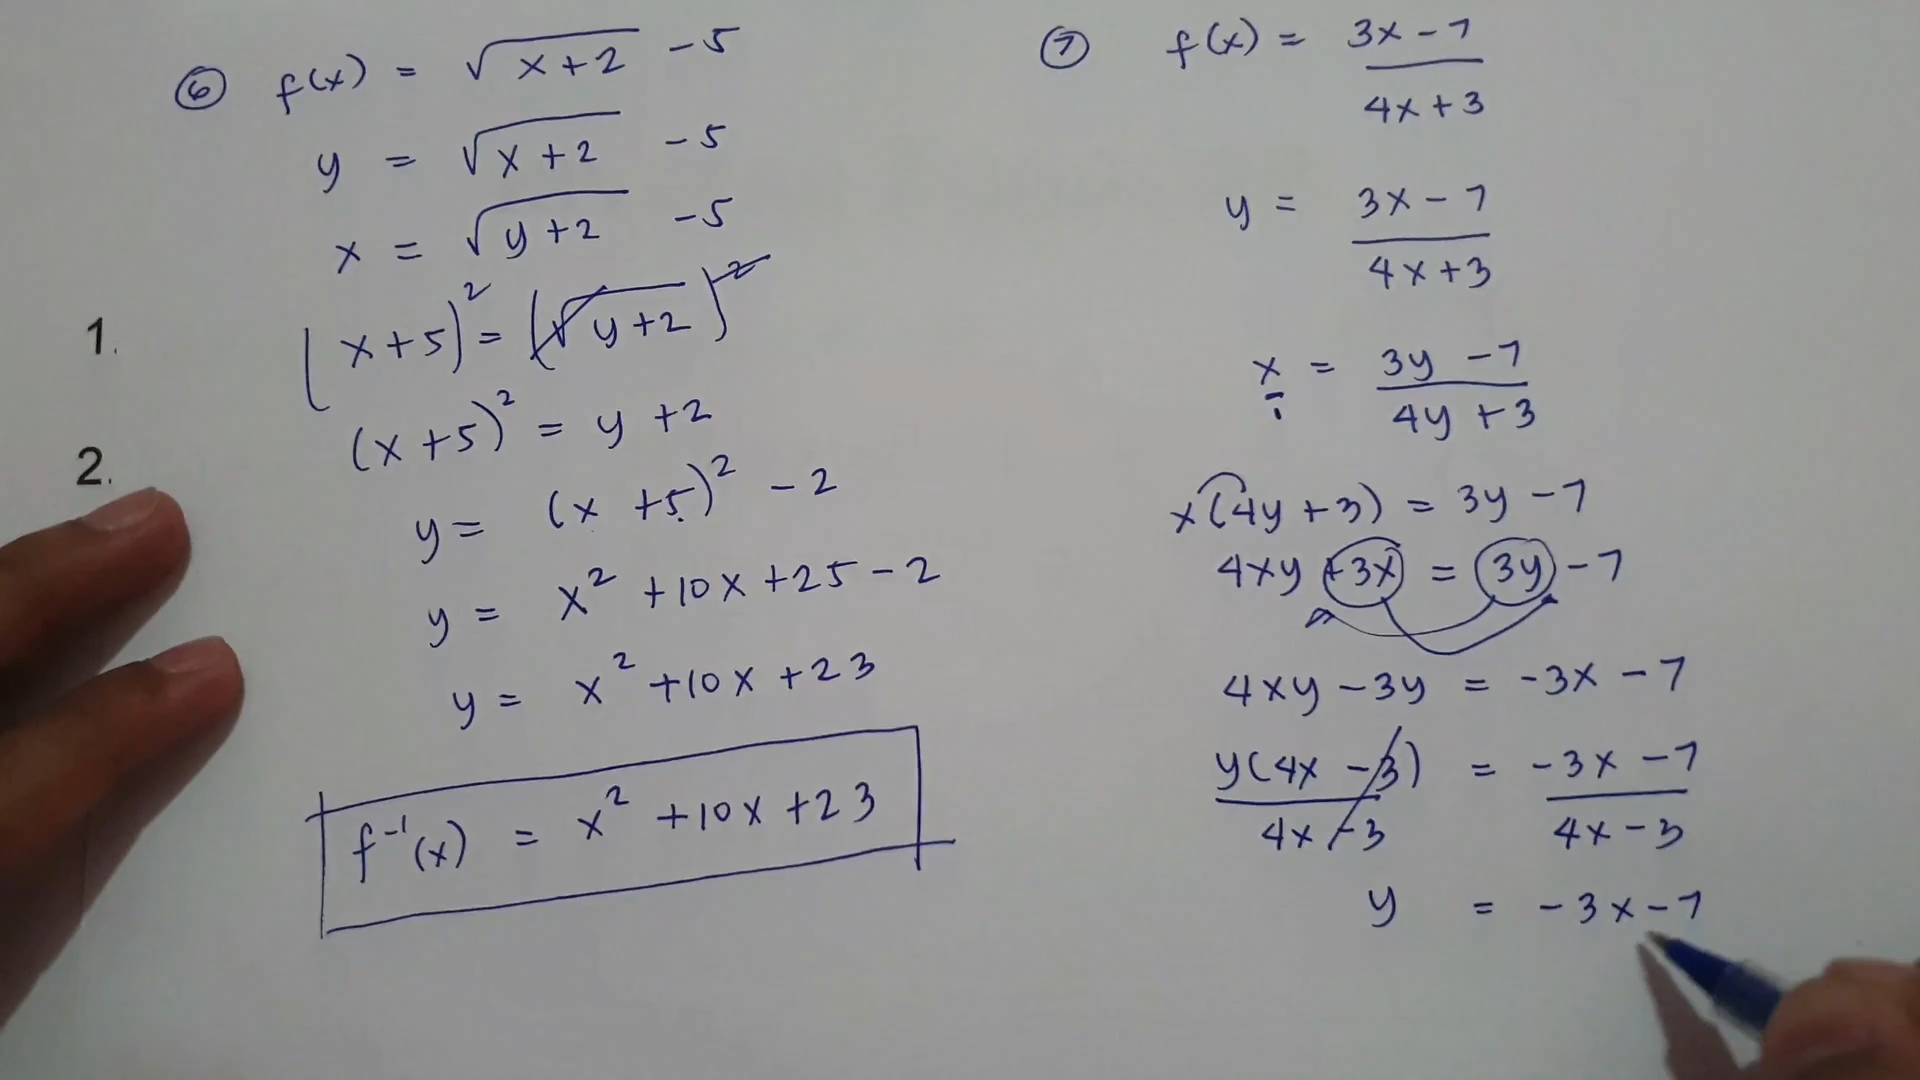 1.
2.
⑥ f(x) = √(x+2) -5
y = √(x+2) -5
x = √(y+2) -5
(x+5)² = (√(y+2))²
(x+5)² = y+2
y = (x+5)² -2
y = x² +10x+25-2
y = x² +10x+23
f⁻¹(x) = x² +10x+23
⑦ f(x) = 3x-7
4x+3
y = 3x-7
4x+3
x = 3y-7
1 4y+3
x(4y+3) = 3y-7
4xy+3x = 3y-7
4xy-3y = -3x-7
y(4x-3) = -3x-7
4x-3 4x-3
y = -3x-7